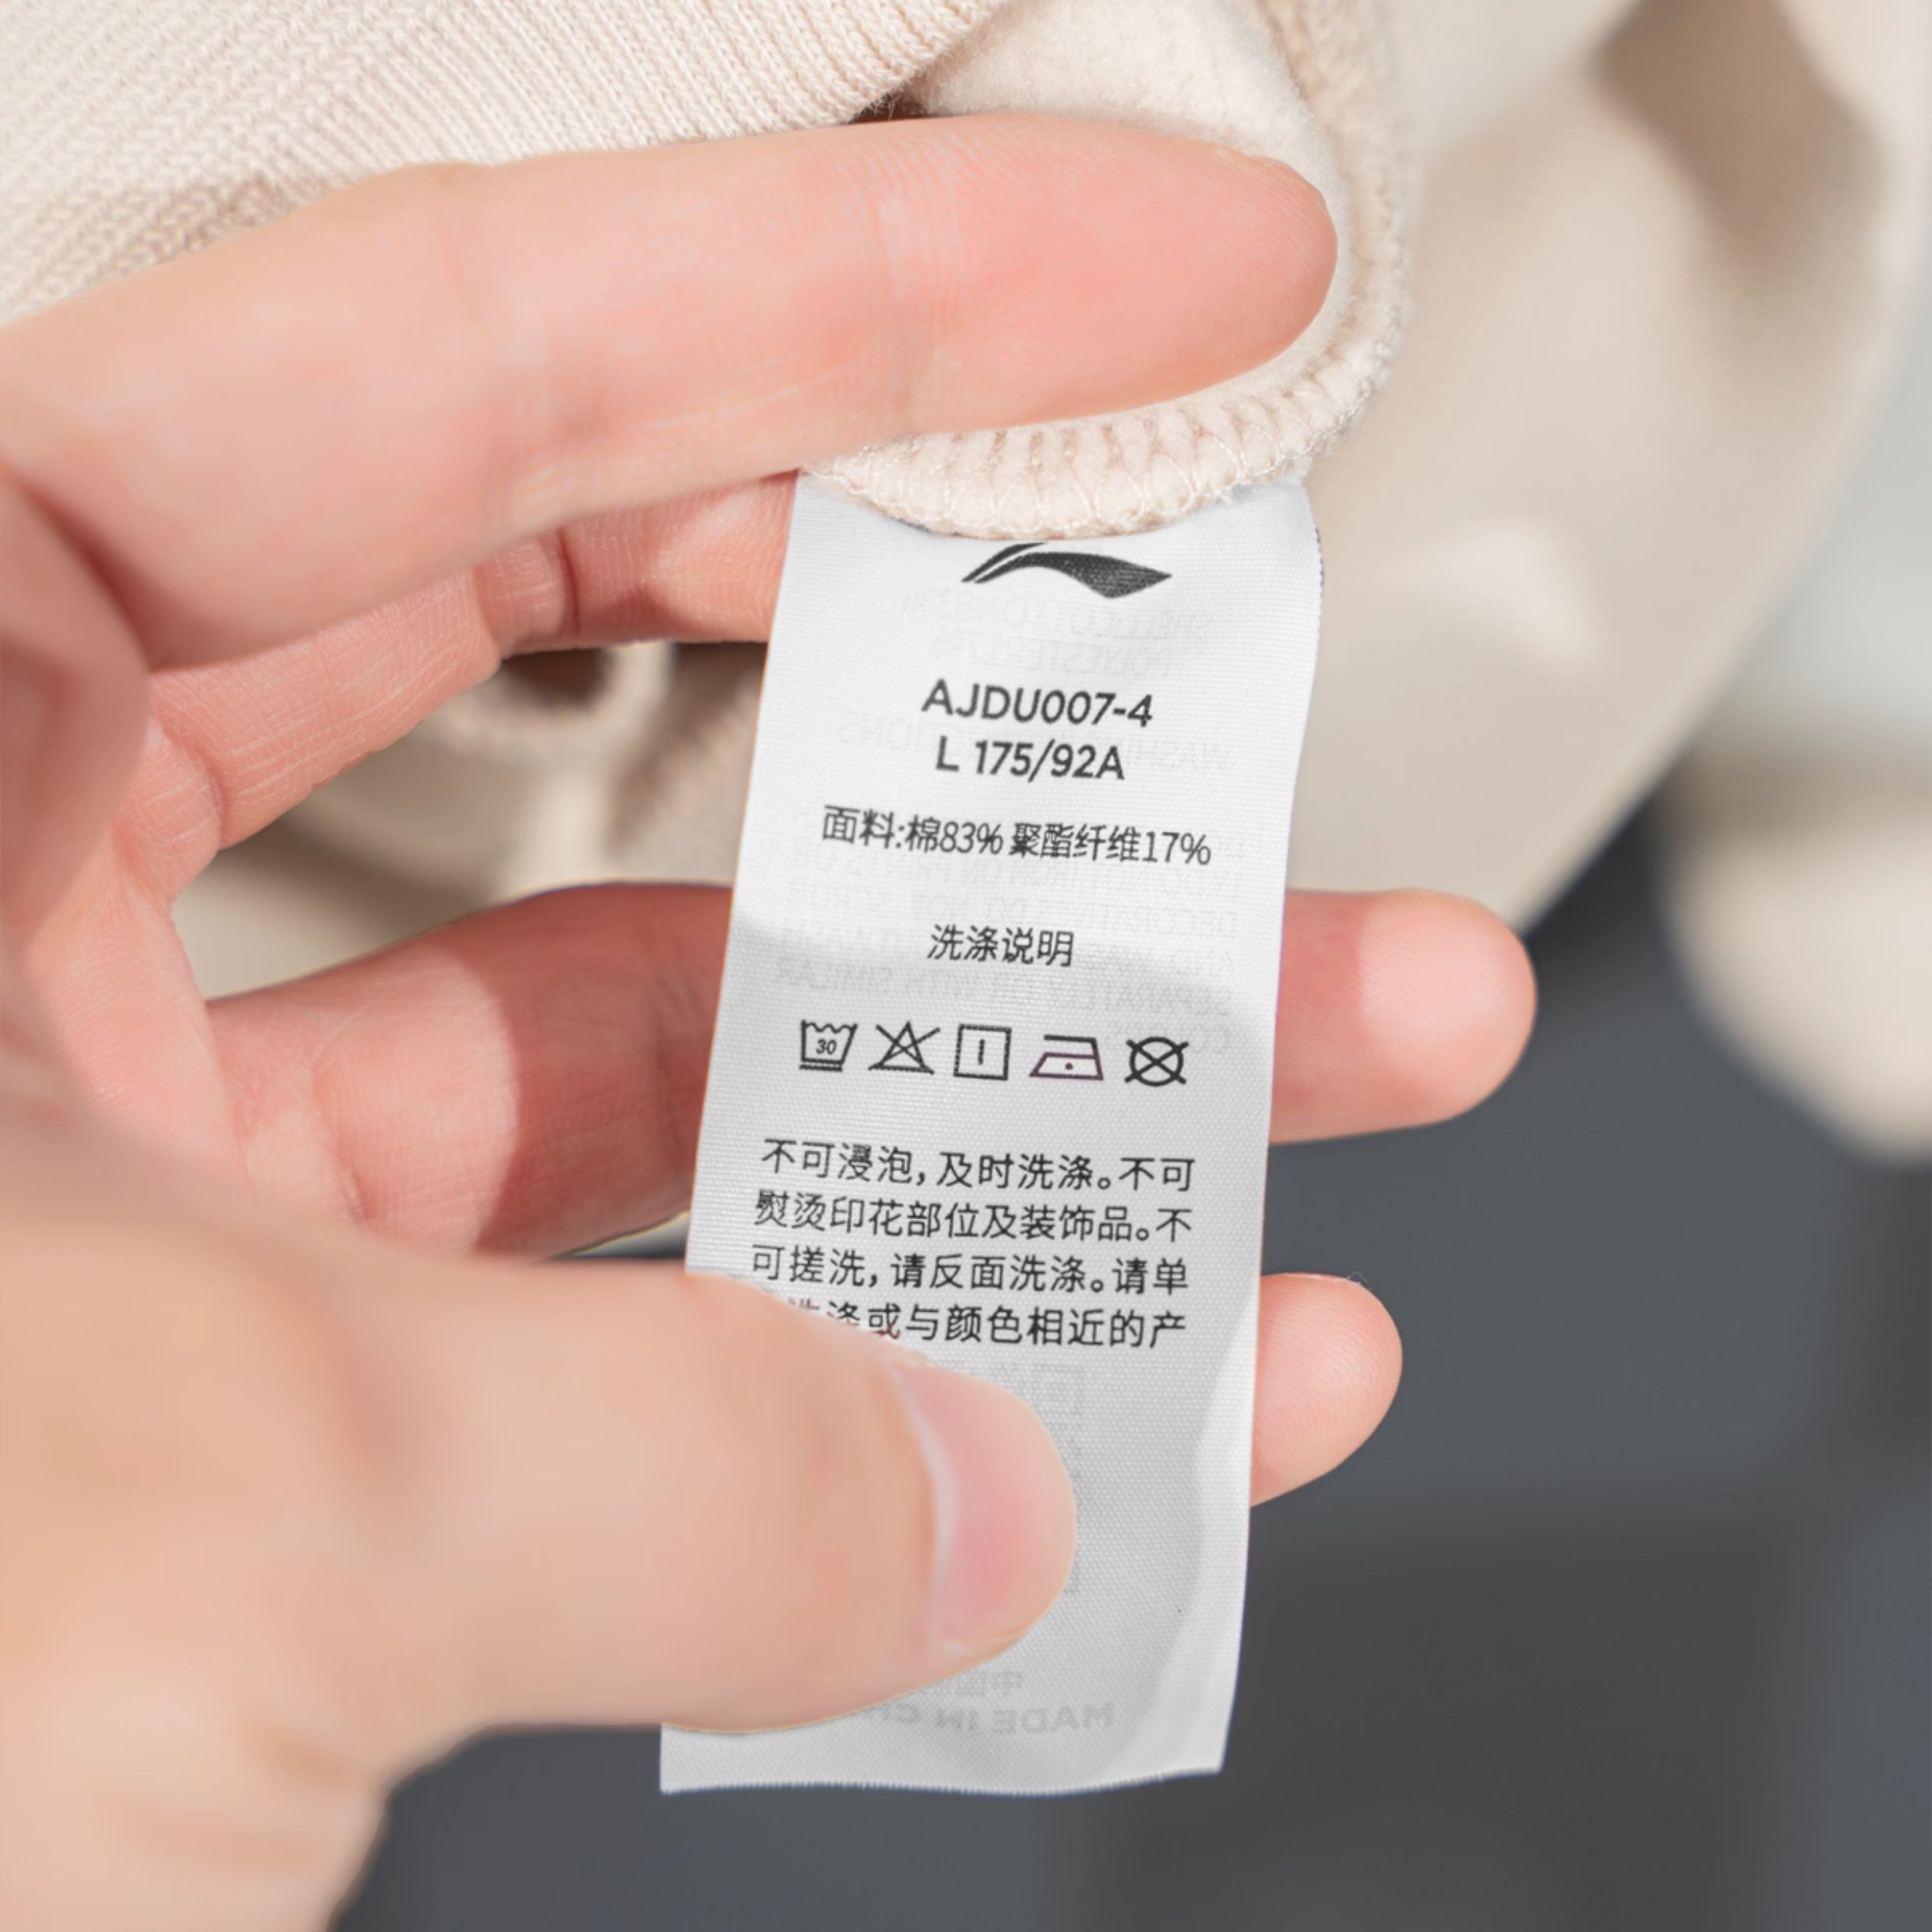 AJDU007-4
L 175/92A
面料:棉83% 聚酯纤维17%
洗涤说明
30
不可浸泡,及时洗涤。不可
熨烫印花部位及装饰品。不
可搓洗,请反面洗涤。请单
洗涤或与颜色相近的产
MADE IN